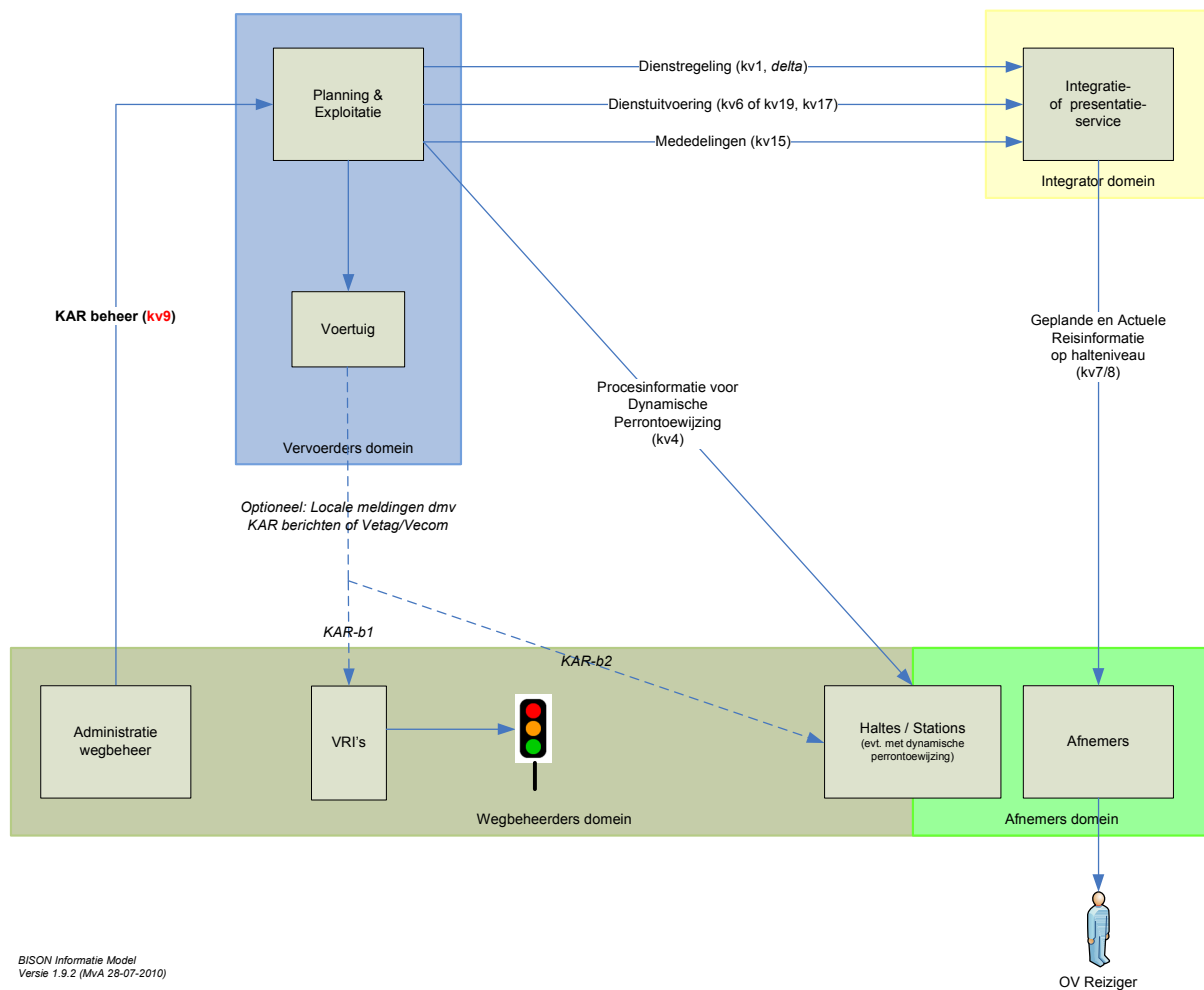 Planning &
Exploitatie
Dienstregeling (kv1, delta)
Dienstuitvoering (kv6 of kv19, kv17)
Mededelingen (kv15)
Integratie-
of presentatie-
service
Integrator domein
Voertuig
Vervoerders domein
KAR beheer (kv9)
Geplande en Actuele
Reisinformatie
op halteniveau
(kv7/8)
Procesinformatie voor
Dynamische
Perrontoewijzing
(kv4)
Optioneel: Locale meldingen dmv
KAR berichten of Vetag/Vecom
KAR-b1
KAR-b2
Administratie
wegbeheer
VRI's
Haltes / Stations
(evt. met dynamische
perrontoewijzing)
Afnemers
Wegbeheerders domein
Afnemers domein
OV Reiziger
BISON Informatie Model
Versie 1.9.2 (MvA 28-07-2010)